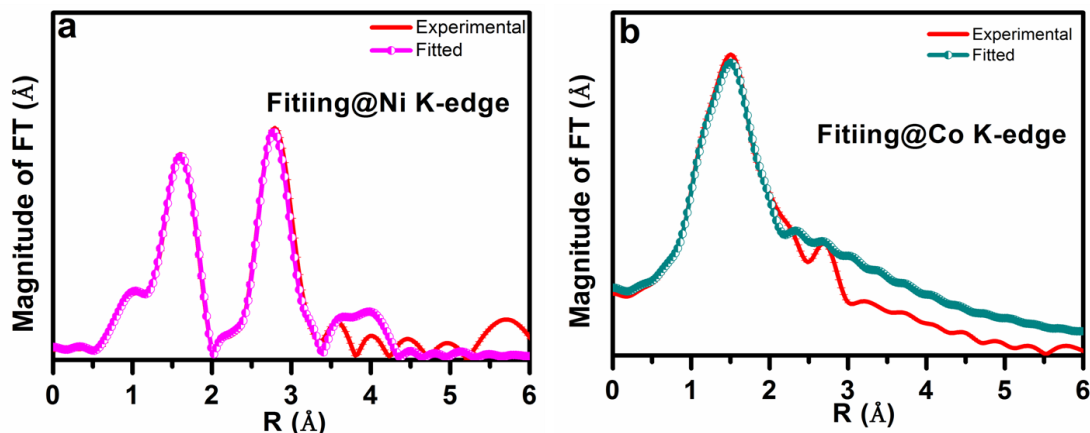 a
Experimental
Fitted
Fitiing@Ni K-edge
Magnitude of FT (Å)
0 1 2 3 4 5 6
R (Å)
b
Experimental
Fitted
Fitiing@Co K-edge
Magnitude of FT (Å)
0 1 2 3 4 5 6
R (Å)